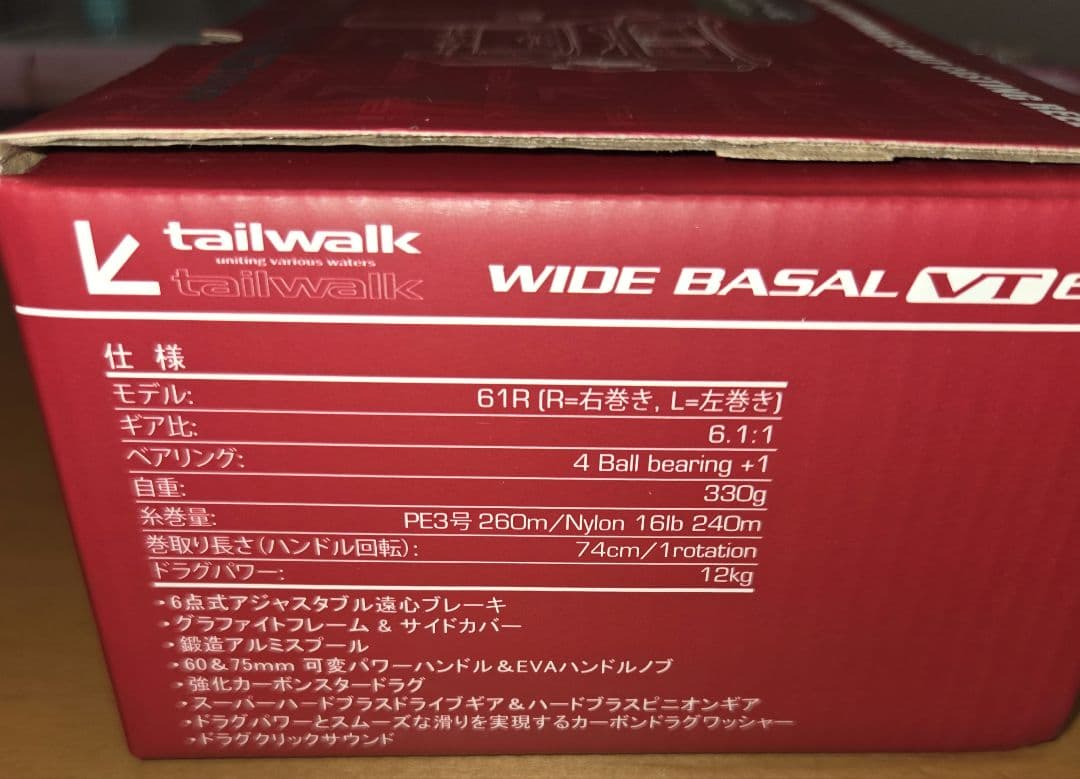 tailwalk
uniting various waters
tailwalk
WIDE BASAL VT
仕 様
モデル: 61R (R=右巻き, L=左巻き)
ギア比: 6.1:1
ベアリング: 4 Ball bearing +1
自重: 330g
糸巻量: PE3号 260m/Nylon 16lb 240m
巻取り長さ(ハンドル回転): 74cm/1rotation
ドラグパワー: 12kg
・6点式アジャスタブル遠心ブレーキ
・グラファイトフレーム & サイドカバー
・鍛造アルミスプール
・60&75mm 可変パワーハンドル&EVAハンドルノブ
・強化カーボンスタードラグ
・スーパーハードブラスドライブギア&ハードブラスピニオンギア
・ドラグパワーとスムーズな滑りを実現するカーボンドラグワッシャー
・ドラグクリックサウンド